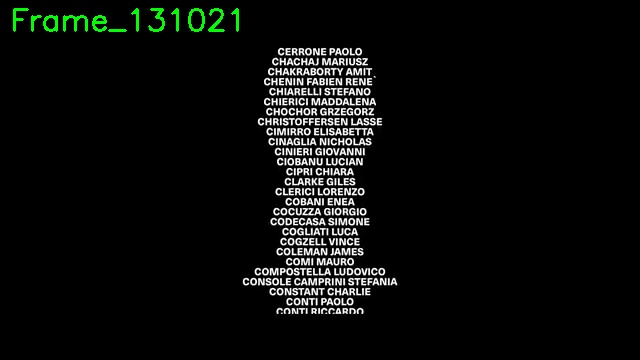 Frame_131021
CERRONE PAOLO
CHACHAJ MARIUSZ
CHAKRABORTY AMIT
CHENIN FABIEN RENE
CHIARELLI STEFANO
CHIERICI MADDALENA
CHOCHOR GRZEGORZ
CHRISTOFFERSEN LASSE
CIMIRRO ELISABETTA
CINAGLIA NICHOLAS
CINIERI GIOVANNI
CIOBANU LUCIAN
CIPRI CHIARA
CLARKE GILES
CLERICI LORENZO
COBANI ENEA
COCUZZA GIORGIO
CODECASA SIMONE
COGLIATI LUCA
COGZELL VINCE
COLEMAN JAMES
COMI MAURO
COMPOSTELLA LUDOVICO
CONSOLE CAMPRINI STEFANIA
CONSTANT CHARLIE
CONTI PAOLO
CONTI RICCARDO